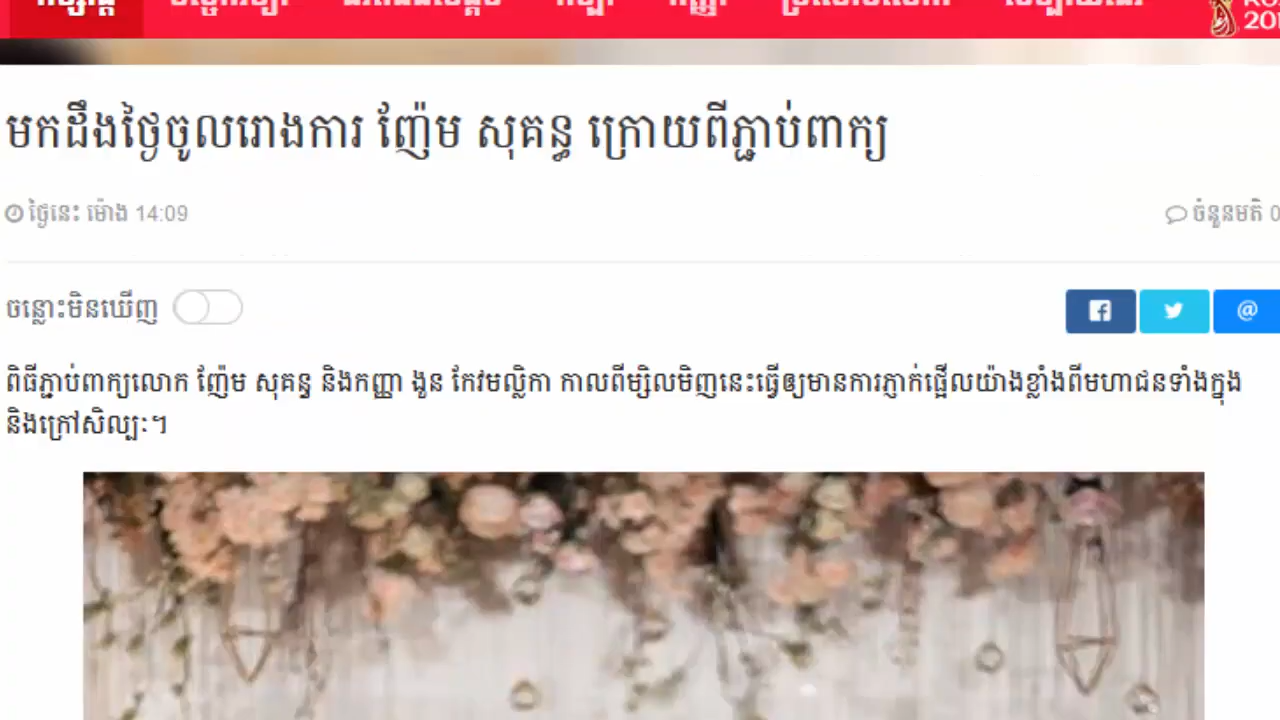 មកដឹងថ្ងៃចូលរោងការ ញ៉ែម សុគន្ធ ក្រោយពីភ្ជាប់ពាក្យ
ថ្ងៃនេះ ម៉ោង 14:09
ចំនួនមតិ 0
ចន្លោះមិនឃើញ
ពិធីភ្ជាប់ពាក្យលោក ញ៉ែម សុគន្ធ និងកញ្ញា ងួន កែវមល្លិកា កាលពីម្សិលមិញនេះធ្វើឲ្យមានការភ្ញាក់ផ្អើលយ៉ាងខ្លាំងពីមហាជនទាំងក្នុង
និងក្រៅសិល្បៈ។